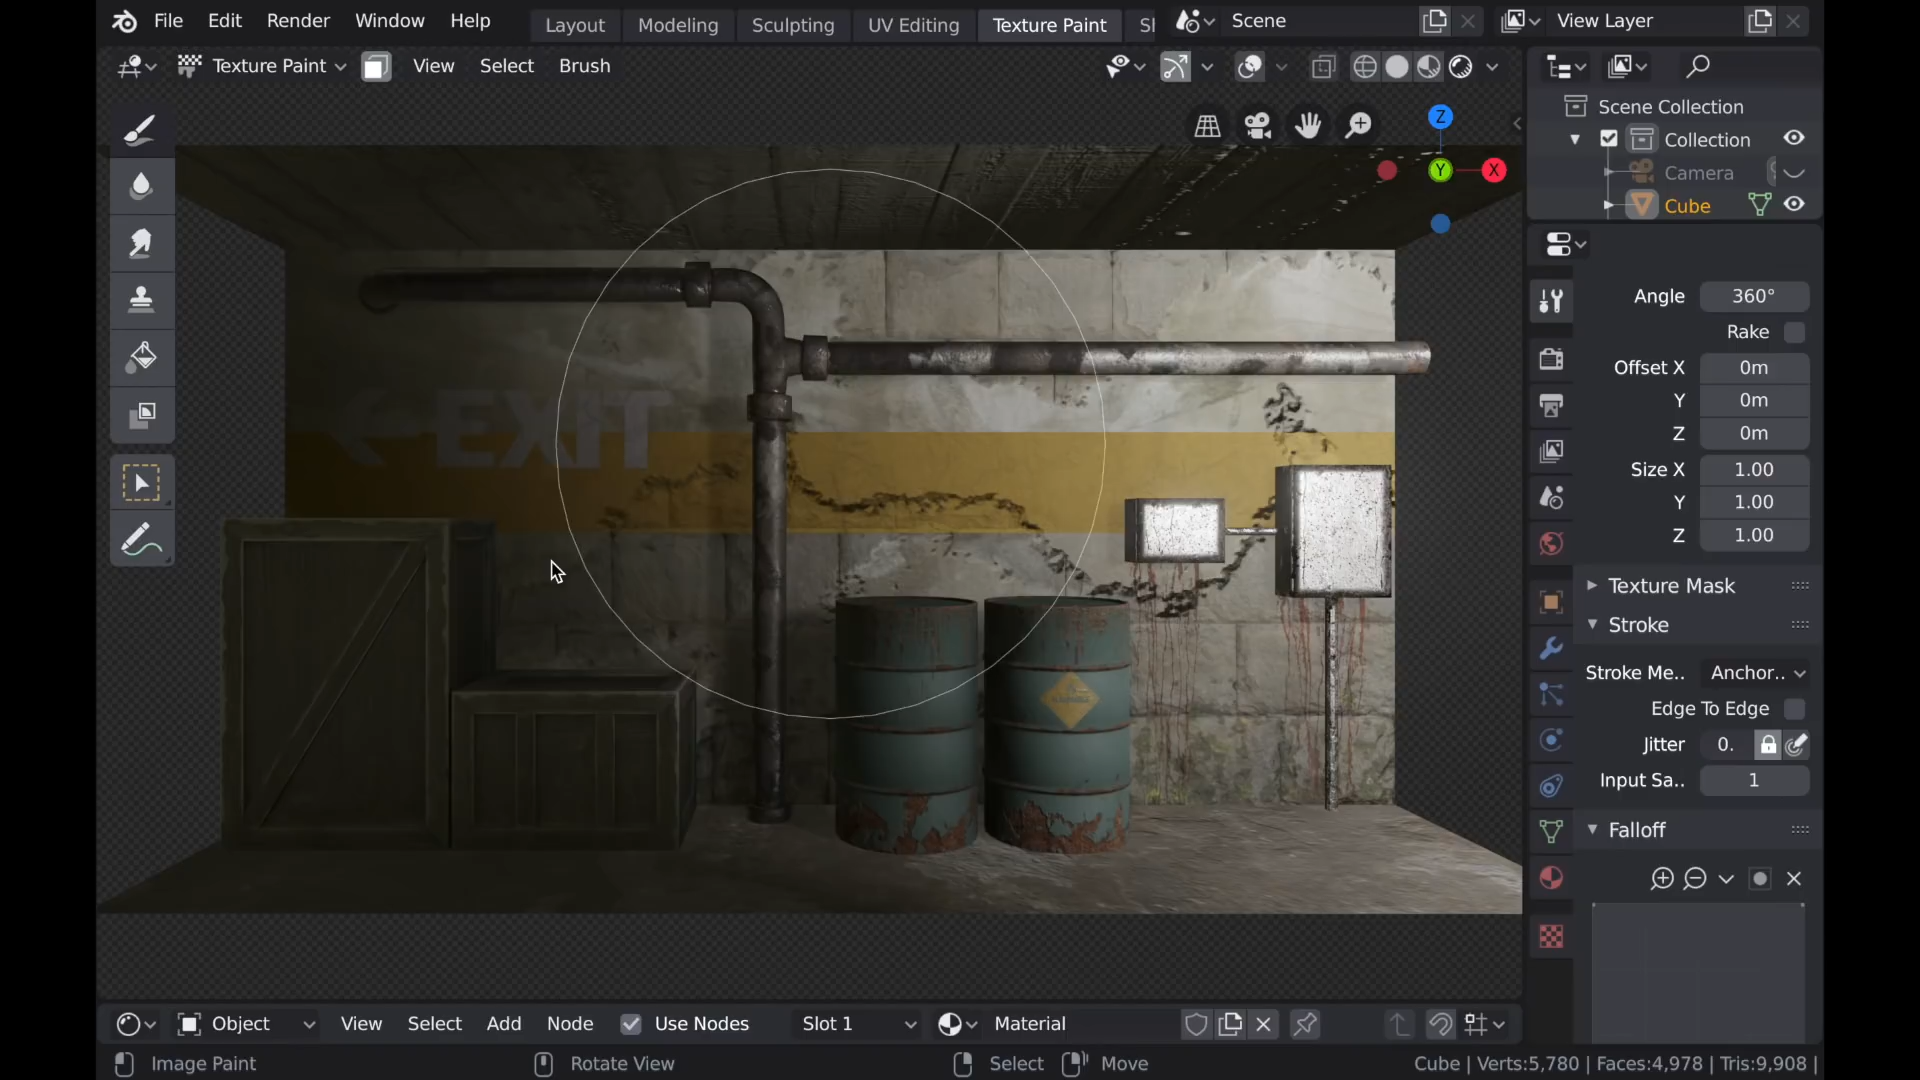 File Edit Render Window Help
Layout Modeling Sculpting UV Editing Texture Paint Sh
Scene
View Layer
Texture Paint View Select Brush
Z
Y
X
Scene Collection
Collection
Camera
Cube
Angle 360°
Rake
Offset X 0m
Y 0m
Z 0m
Size X 1.00
Y 1.00
Z 1.00
Texture Mask
Stroke
Stroke Me.. Anchor..
Edge To Edge
Jitter 0.
Input Sa.. 1
Falloff
EXIT
Object View Select Add Node Use Nodes Slot 1 Material
Image Paint Rotate View Select Move Cube | Verts:5,780 | Faces:4,978 | Tris:9,908 |